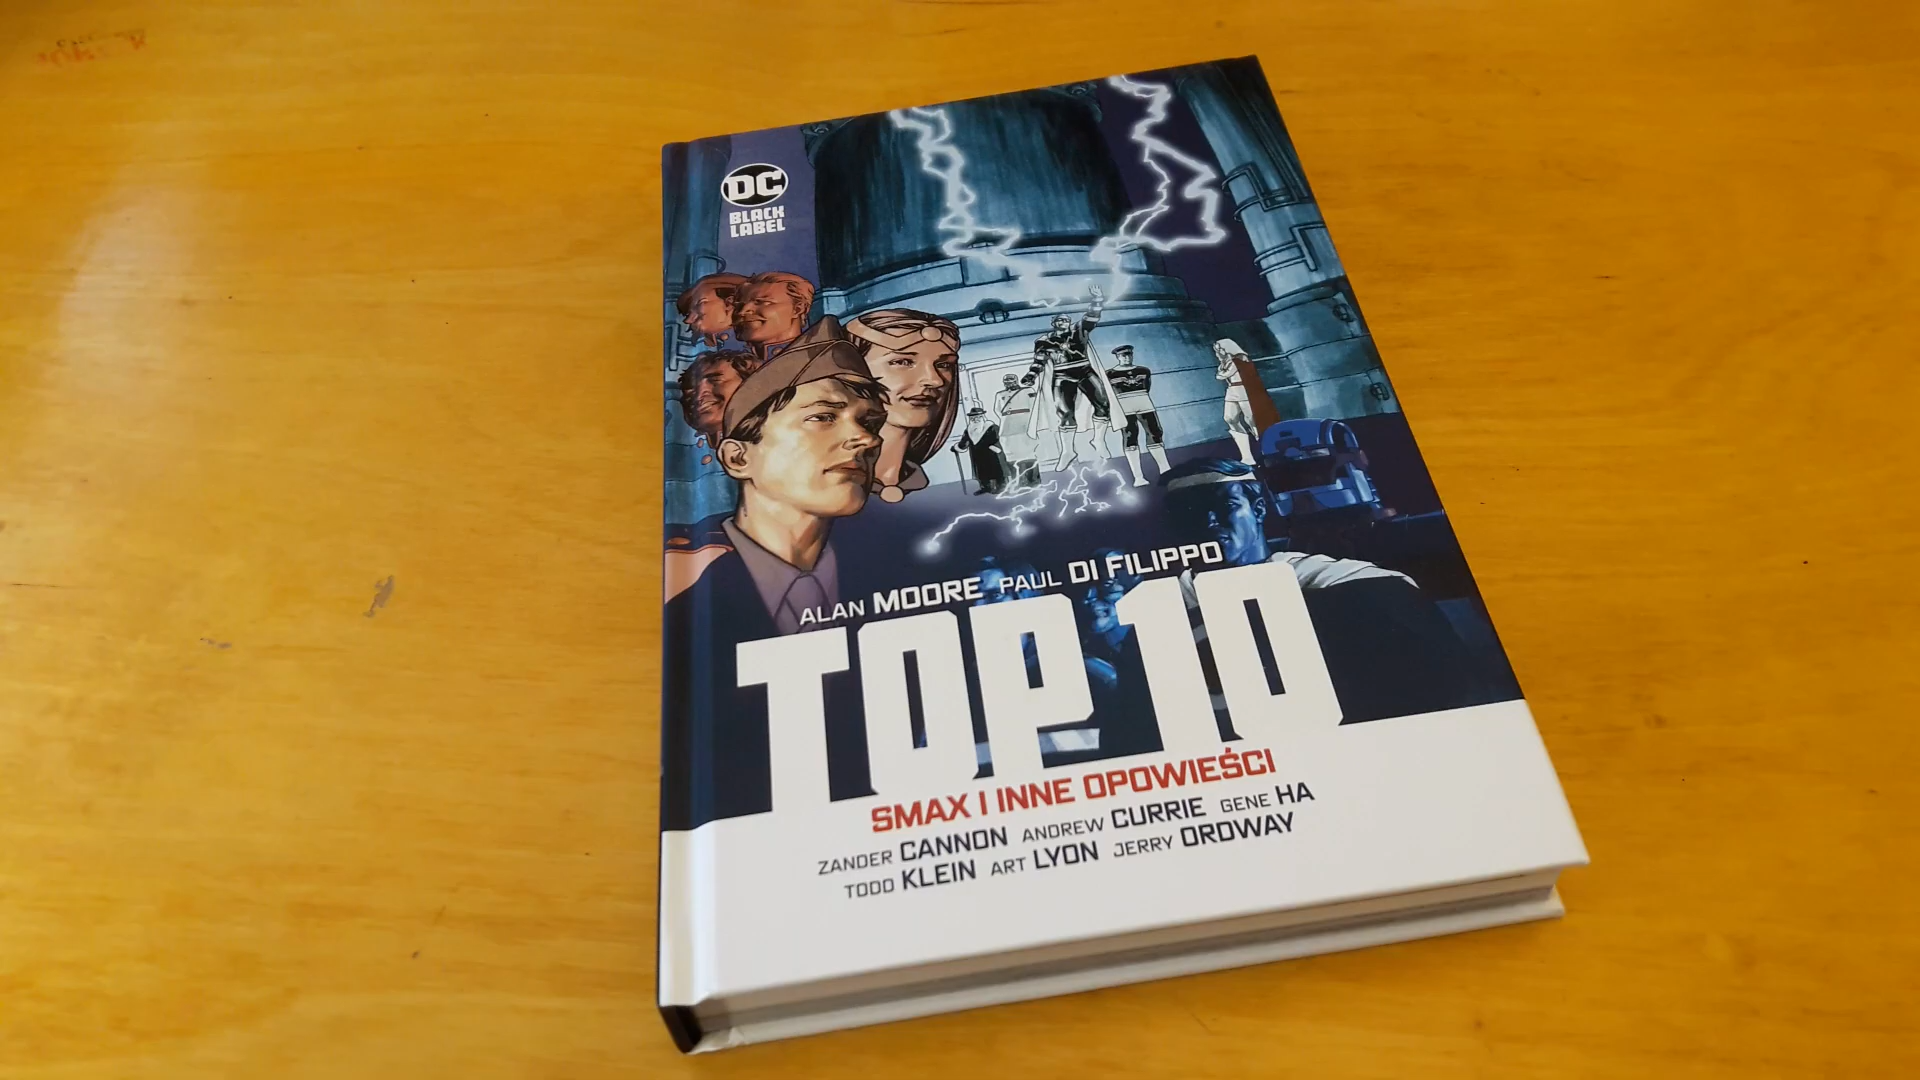 DC
BLACK
LABEL
ALAN MOORE PAUL DI FILIPPO
TOP 10
SMAX I INNE OPOWIEŚCI
ZANDER CANNON ANDREW CURRIE GENE HA
TODD KLEIN ART LYON JERRY ORDWAY